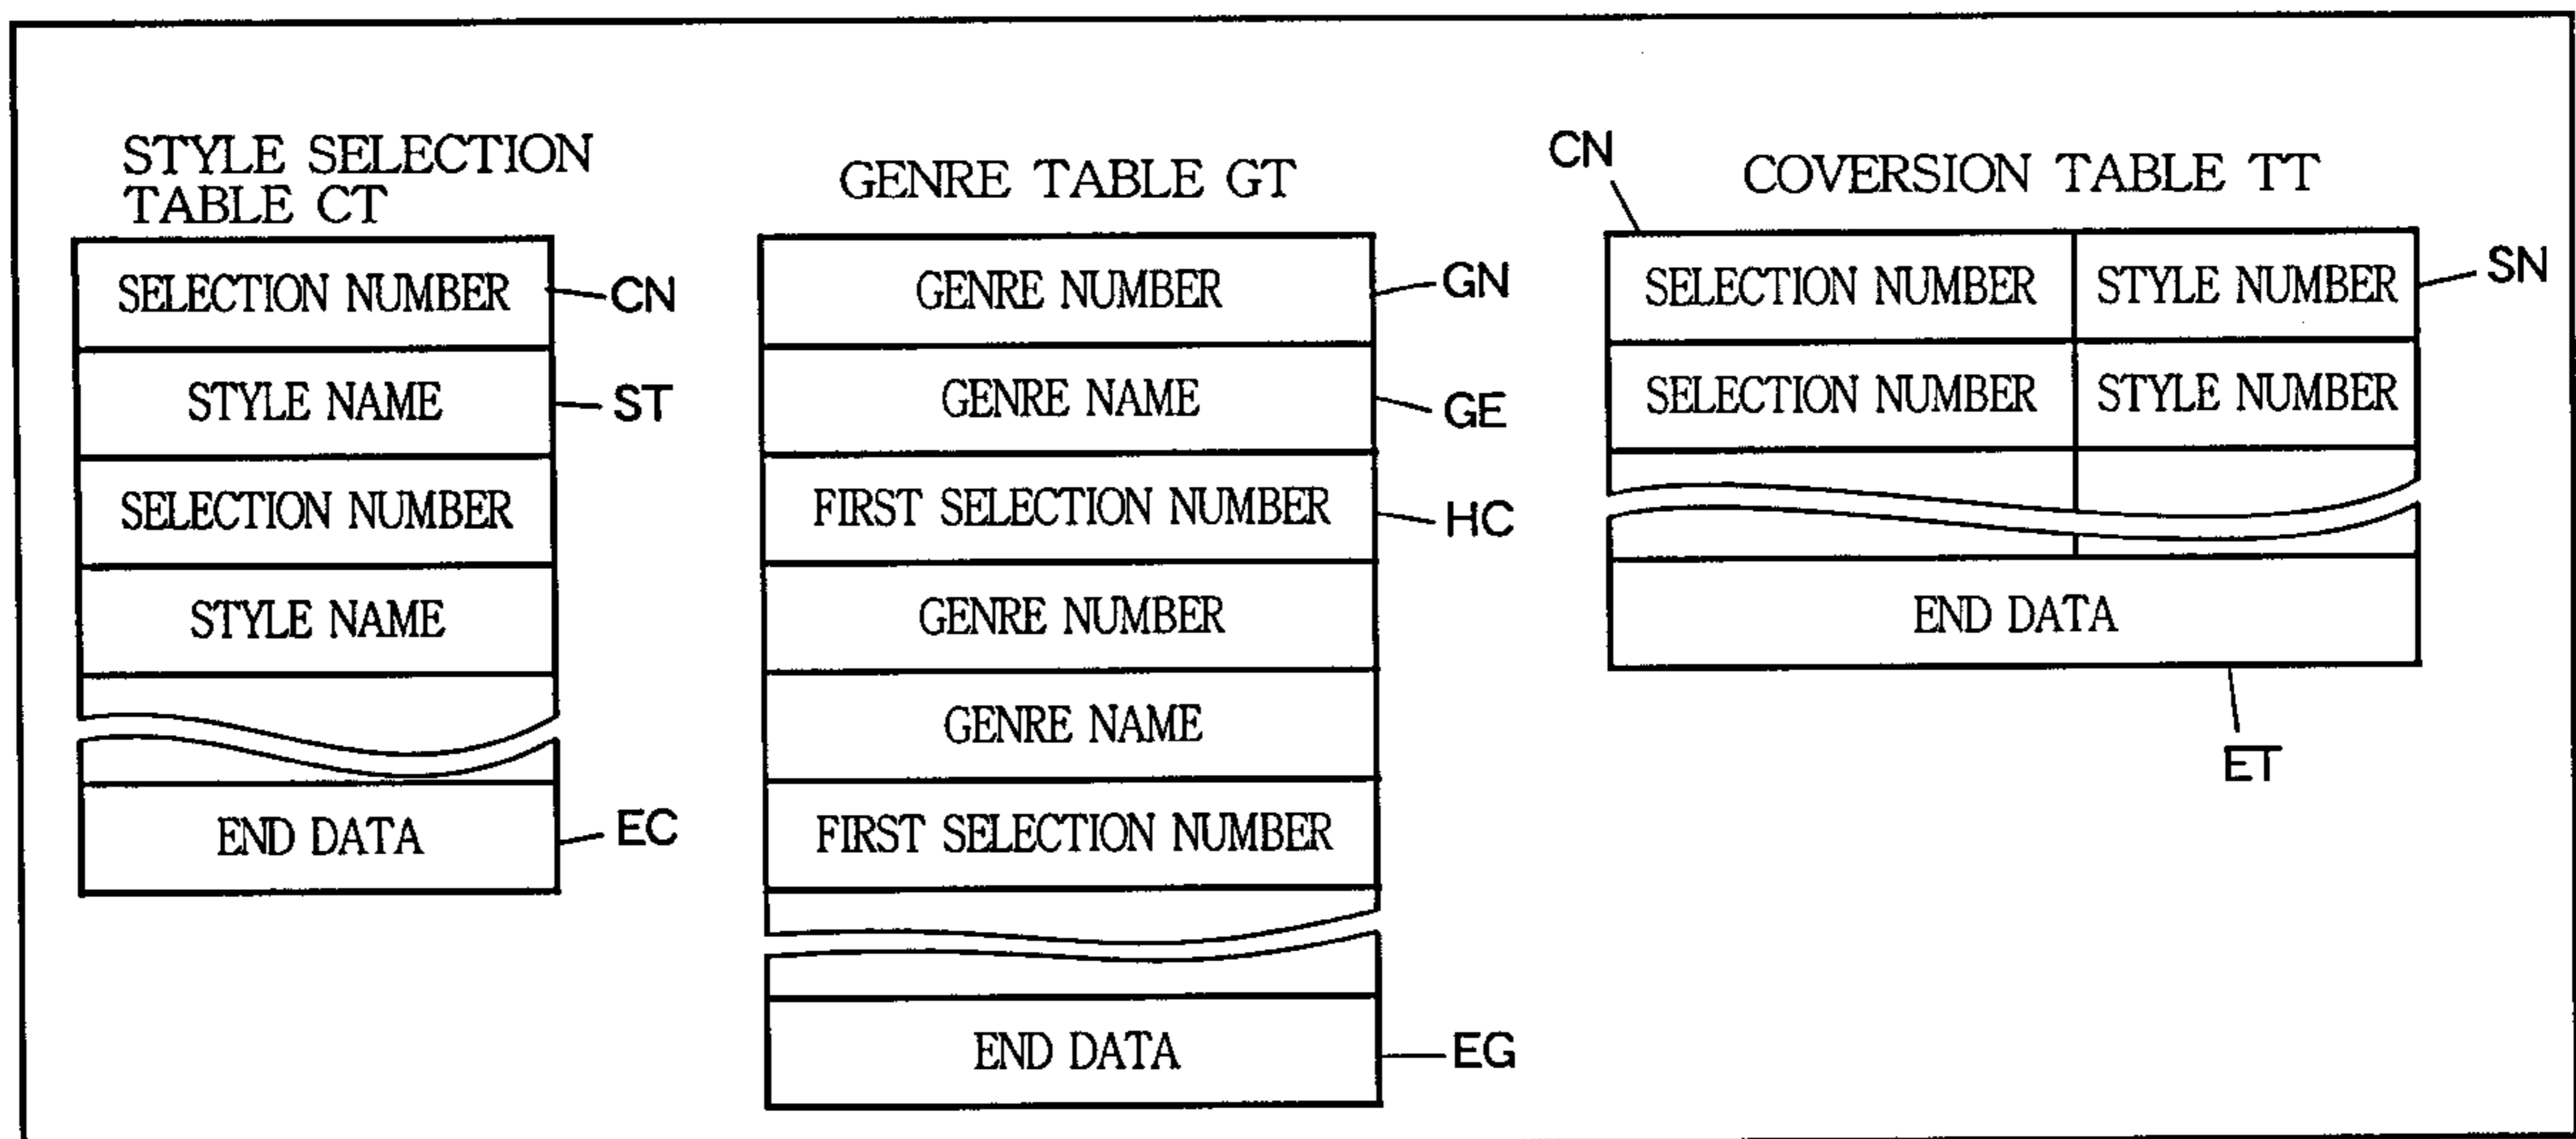 STYLE SELECTION
TABLE CT
SELECTION NUMBER CN
STYLE NAME ST
SELECTION NUMBER
STYLE NAME
END DATA EC
GENRE TABLE GT
GENRE NUMBER GN
GENRE NAME GE
FIRST SELECTION NUMBER HC
GENRE NUMBER
GENRE NAME
FIRST SELECTION NUMBER
END DATA EG
CN
COVERSION TABLE TT
SELECTION NUMBER STYLE NUMBER SN
SELECTION NUMBER STYLE NUMBER
END DATA
ET